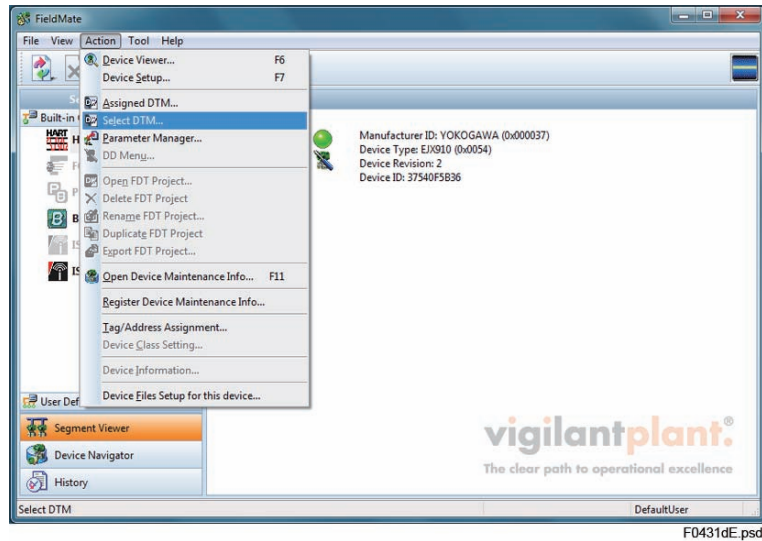 FieldMate
File View Action Tool Help
Device Viewer... F6
Device Setup... F7
Assigned DTM...
Built-in
Select DTM...
HART H
Parameter Manager...
DD Menu...
Open FDT Project...
P
Delete FDT Project
B B
Rename FDT Project...
Duplicate FDT Project
Export FDT Project...
IS
Open Device Maintenance Info... F11
Register Device Maintenance Info...
Tag/Address Assignment...
Device Class Setting...
Device Information...
Device Files Setup for this device...
Manufacturer ID: YOKOGAWA (0x000037)
Device Type: EJX910 (0x0054)
Device Revision: 2
Device ID: 37540F5B36
User Def
Segment Viewer
Device Navigator
History
vigilantplant.®
The clear path to operational excellence
Select DTM DefaultUser
F0431dE.psd